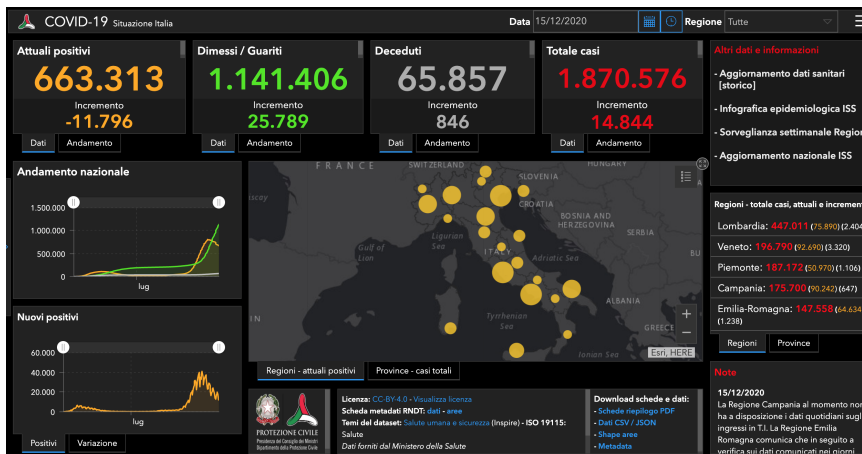 COVID-19 Situazione Italia
Data 15/12/2020
Regione Tutte
Attuali positivi
663.313
Incremento
-11.796
Dati Andamento
Dimessi / Guariti
1.141.406
Incremento
25.789
Dati Andamento
Deceduti
65.857
Incremento
846
Dati Andamento
Totale casi
1.870.576
Incremento
14.844
Dati Andamento
Altri dati e informazioni
- Aggiornamento dati sanitari
[storico]
- Infografica epidemiologica ISS
- Sorveglianza settimanale Region
- Aggiornamento nazionale ISS
Andamento nazionale
1.500.000
1.000.000
500.000
0
lug
Nuovi positivi
60.000
40.000
20.000
0
lug
Positivi Variazione
FRANCE
SWITZERLAND
HUNGARY
SLOVENIA
CROATIA
iscay
BOSNIA AND
HERZEGOVINA
SERBIA
Ligurian
Sea
Gulf of
Lion
ITALY
Adriatic Sea
BU
ALBANIA
Tyrrhenian
Sea
IN
GREECE
Ionian Sea
+
−
Esri, HERE
Regioni - attuali positivi Province - casi totali
Regioni - totale casi, attuali e increment
Lombardia: 447.011 (75.890) (2.404
Veneto: 196.790 (92.690) (3.320)
Piemonte: 187.172 (50.970) (1.106)
Campania: 175.700 (90.242) (647)
Emilia-Romagna: 147.558 (64.634
(1.238)
Regioni Province
Note
15/12/2020
La Regione Campania al momento non
ha a disposizione i dati quotidiani sugl
ingressi in T.I. La Regione Emilia
Romagna comunica che in seguito a
verifica sui dati comunicati nei giorni
PROTEZIONE CIVILE
Presidenza del Consiglio dei Ministri
Dipartimento della Protezione Civile
Licenza: CC-BY-4.0 - Visualizza licenza
Scheda metadati RNDT: dati - aree
Temi del dataset: Salute umana e sicurezza (Inspire) - ISO 19115:
Salute
Dati forniti dal Ministero della Salute
Download schede e dati:
- Schede riepilogo PDF
- Dati CSV / JSON
- Shape aree
- Metadata